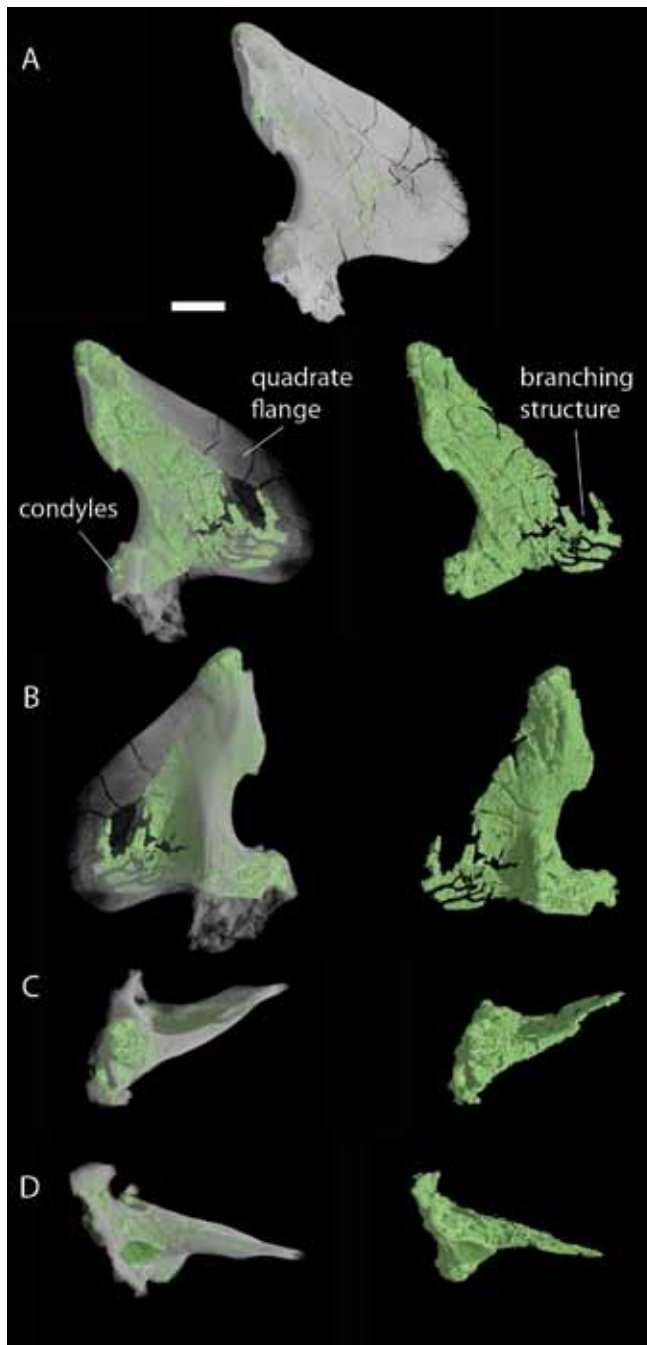 A
quadrate
flange
branching
structure
condyles
B
C
D